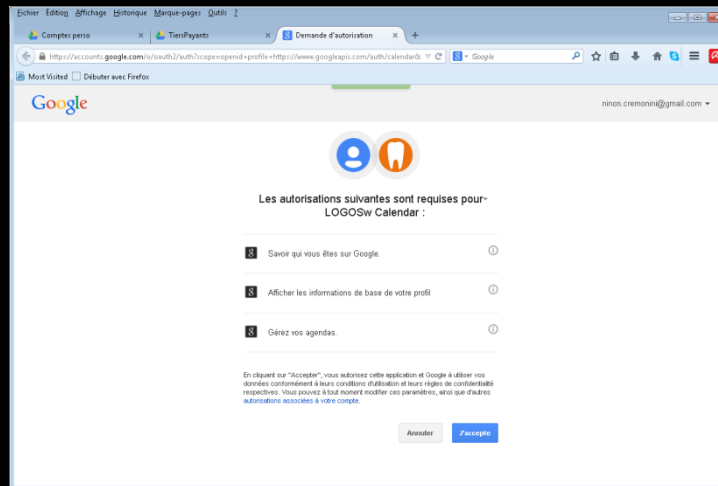 Fichier Édition Affichage Historique Marque-pages Outils ?
Comptes perso × TiersPayants × Demande d'autorisation × +
https://accounts.google.com/o/oauth2/auth?scope=openid+profile+https://www.googleapis.com/auth/calendar& Google
Most Visited Débuter avec Firefox
Google ninon.cremonini@gmail.com
Les autorisations suivantes sont requises pour
LOGOSw Calendar :
8 Savoir qui vous êtes sur Google. i
8 Afficher les informations de base de votre profil i
8 Gérez vos agendas. i
En cliquant sur "Accepter", vous autorisez cette application et Google à utiliser vos
données conformément à leurs conditions d'utilisation et leurs règles de confidentialité
respectives. Vous pouvez à tout moment modifier ces paramètres, ainsi que d'autres
autorisations associées à votre compte.
Annuler J'accepte